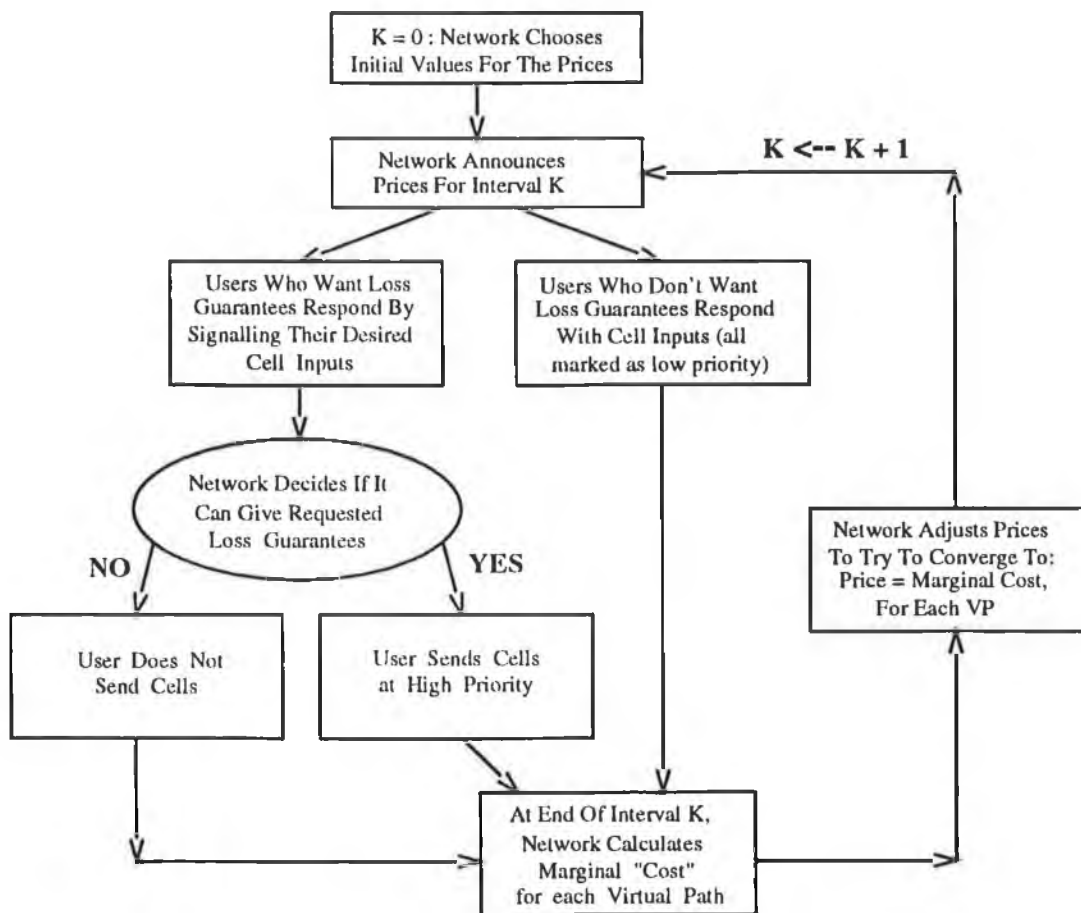 K = 0 : Network Chooses
Initial Values For The Prices
K <-- K + 1
Network Announces
Prices For Interval K
Users Who Want Loss
Guarantees Respond By
Signalling Their Desired
Cell Inputs
Users Who Don't Want
Loss Guarantees Respond
With Cell Inputs (all
marked as low priority)
Network Decides If It
Can Give Requested
Loss Guarantees
NO
YES
Network Adjusts Prices
To Try To Converge To:
Price = Marginal Cost,
For Each VP
User Does Not
Send Cells
User Sends Cells
at High Priority
At End Of Interval K,
Network Calculates
Marginal "Cost"
for each Virtual Path